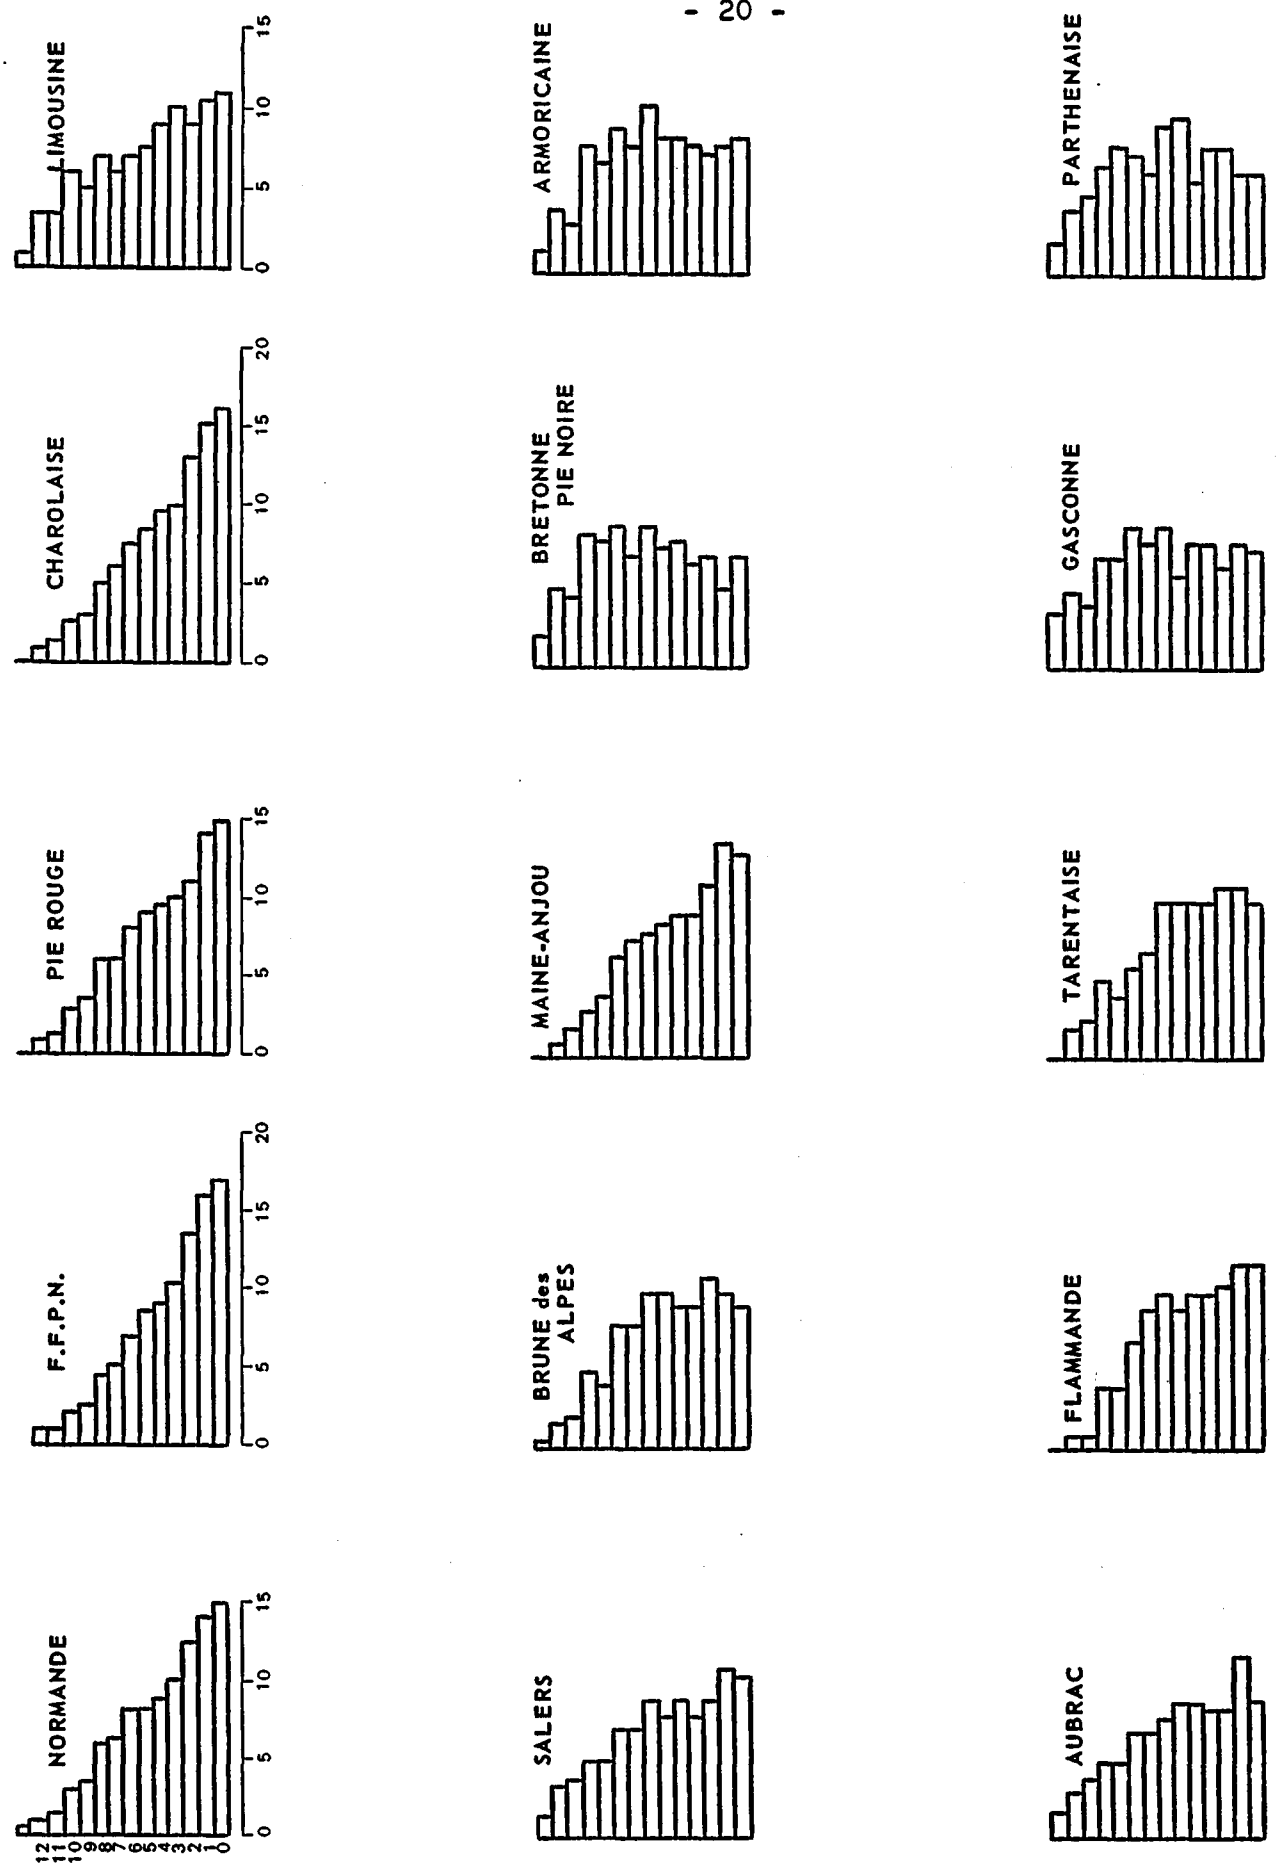 - 20 -
NORMANDE
12
11
10
9
8
7
6
5
4
3
2
1
0
0 5 10 15
F.F.P.N.
0 5 10 15 20
PIE ROUGE
0 5 10 15
CHAROLAISE
0 5 10 15 20
LIMOUSINE
0 5 10 15
SALERS
BRUNE des
ALPES
MAINE-ANJOU
BRETONNE
PIE NOIRE
ARMORICAINE
AUBRAC
FLAMMANDE
TARENTAISE
GASCONNE
PARTHENAISE